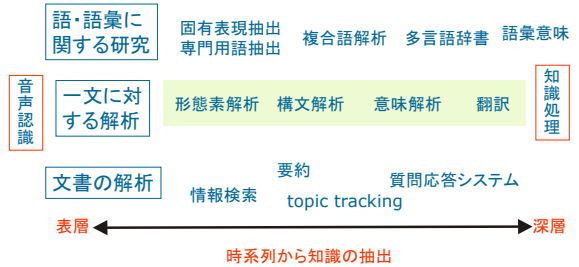 語・語彙に
関する研究
固有表現抽出
専門用語抽出
複合語解析
多言語辞書
語彙意味
音声認識
一文に対
する解析
形態素解析
構文解析
意味解析
翻訳
知識処理
文書の解析
情報検索
要約
topic tracking
質問応答システム
表層
深層
時系列から知識の抽出